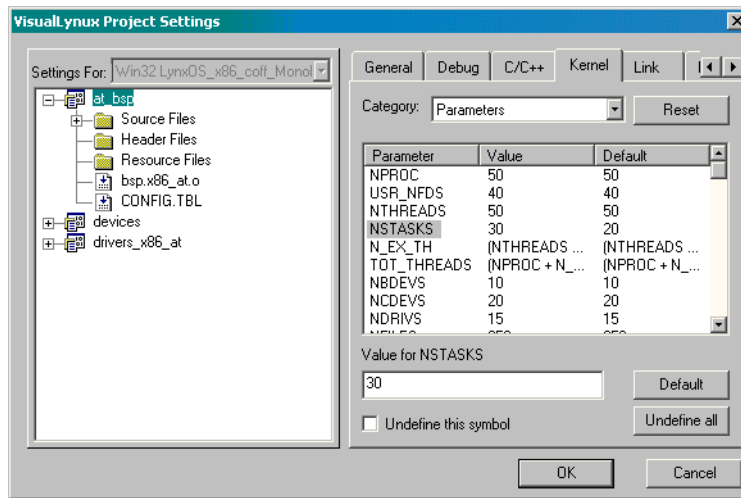 VisualLynux Project Settings
Settings For: Win32 LynxOS_x86_coff_Monol
at_bsp
Source Files
Header Files
Resource Files
bsp.x86_at.o
CONFIG.TBL
devices
drivers_x86_at
General Debug C/C++ Kernel Link
Category: Parameters Reset
Parameter Value Default
NPROC 50 50
USR_NFDS 40 40
NTHREADS 50 50
NSTASKS 30 20
N_EX_TH (NTHREADS ... (NTHREADS ...
TOT_THREADS (NPROC + N_... (NPROC + N_...
NBDEVS 10 10
NCDEVS 20 20
NDRIVS 15 15
Value for NSTASKS
30 Default
Undefine this symbol Undefine all
OK Cancel